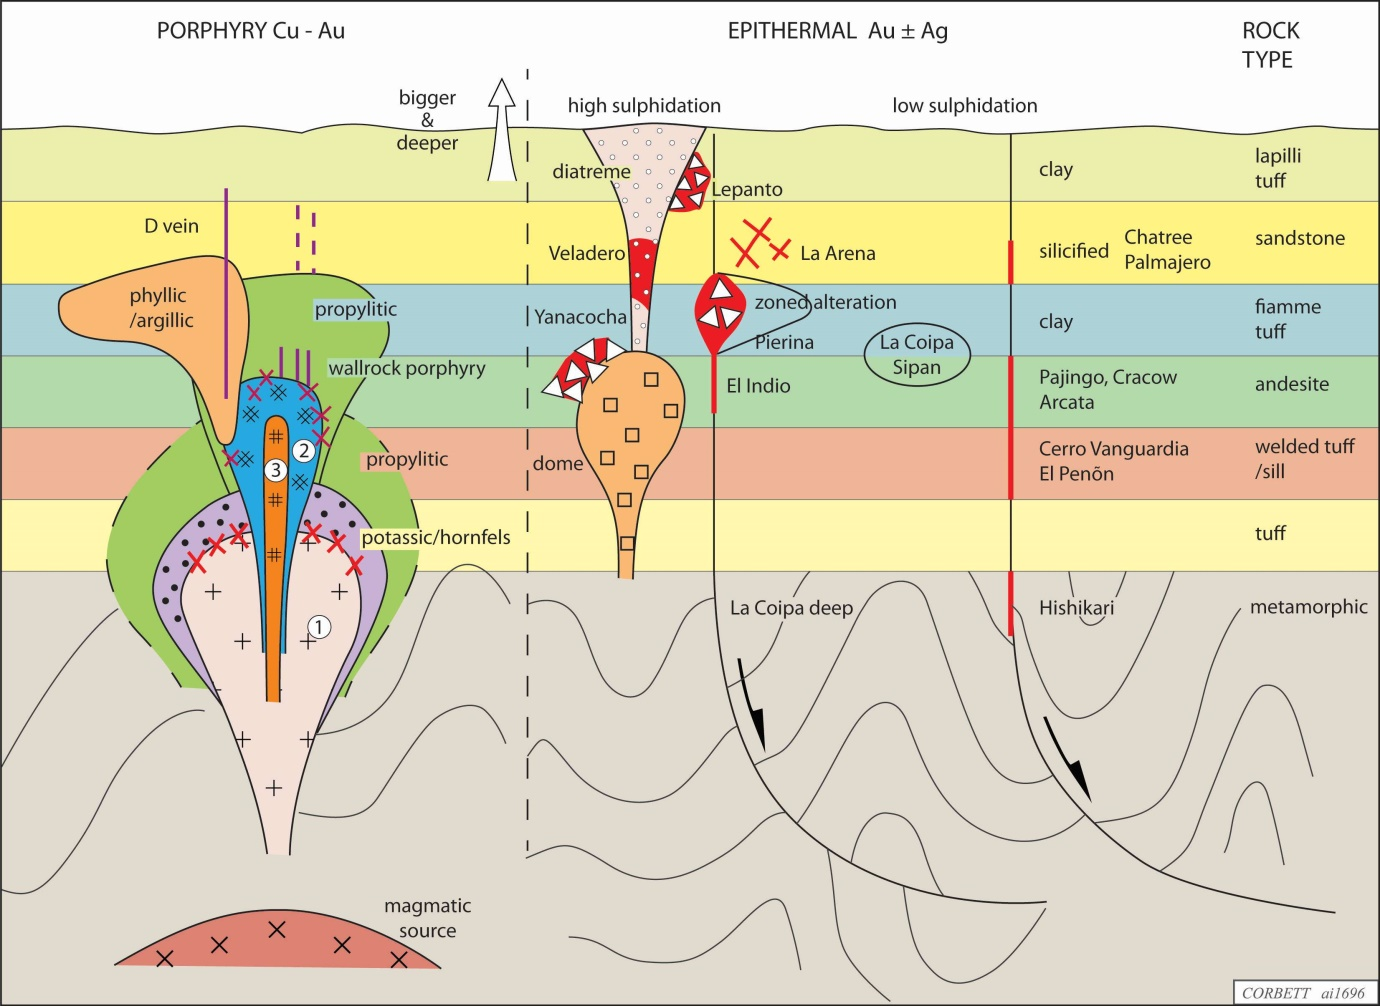 PORPHYRY Cu - Au
EPITHERMAL Au ± Ag
ROCK
TYPE
bigger
&
deeper
high sulphidation
low sulphidation
diatreme
Lepanto
clay
lapilli
tuff
D vein
Veladero
La Arena
silicified
Chatree
Palmajero
sandstone
phyllic
/argillic
propylitic
Yanacocha
zoned alteration
Pierina
La Coipa
Sipan
clay
fiamme
tuff
wallrock porphyry
El Indio
Pajingo, Cracow
Arcata
andesite
2
3
propylitic
dome
Cerro Vanguardia
El Penõn
welded tuff
/sill
potassic/hornfels
tuff
1
La Coipa deep
Hishikari
metamorphic
magmatic
source
CORBETT ai1696